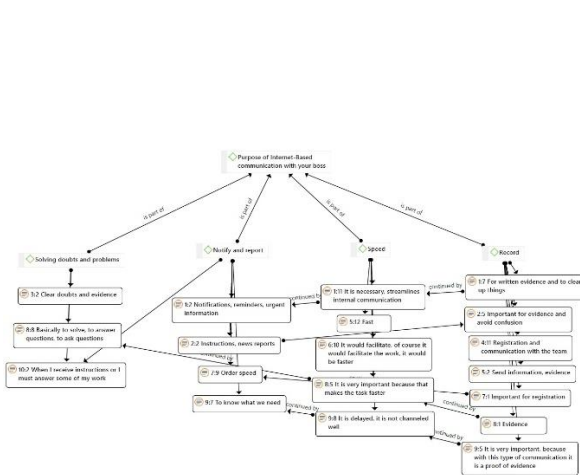 Purpose of Internet-Based
communication with your boss
is part of
is part of
is part of
is part of
Solving doubts and problems
Notify and report
Speed
Record
3:2 Clear doubts and evidence
8:8 Basically to solve, to answer
questions, to ask questions
10:2 When I receive instructions or I
must answer some of my work
1:2 Notifications, reminders, urgent
information
2:2 Instructions, news reports
7:9 Order speed
9:7 To know what we need
1:11 It is necessary, streamlines
internal communication
5:12 Fast
6:10 It would facilitate, of course it
would facilitate the work, it would
be faster
8:5 It is very important because that
makes the task faster
9:8 It is delayed, it is not channeled
well
1:7 For written evidence and to clear
up things
2:5 Important for evidence and
avoid confusion
4:11 Registration and
communication with the team
5:2 Send information, evidence
7:1 Important for registration
8:1 Evidence
9:5 It is very important, because
with this type of communication it
is a proof of evidence
continued by
continued by
continued by
continued by
continued by